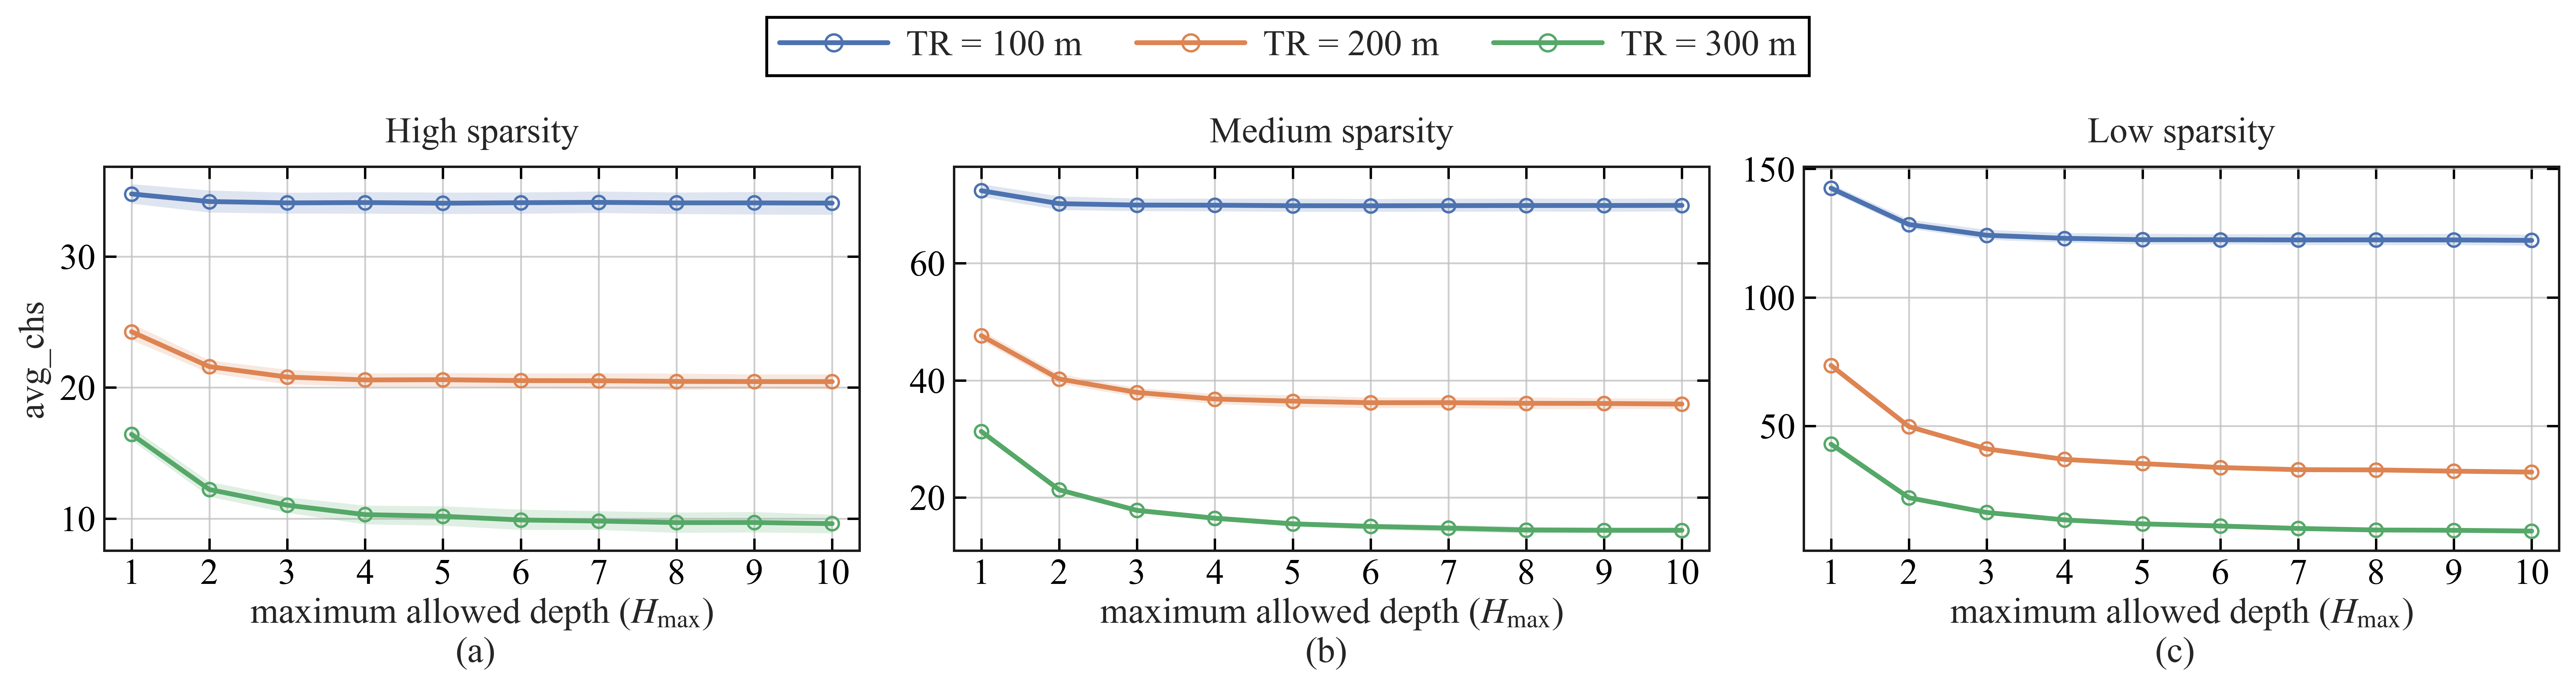 TR = 100 m TR = 200 m TR = 300 m
High sparsity
avg_chs
30
20
10
1 2 3 4 5 6 7 8 9 10
maximum allowed depth (H_max)
(a)
Medium sparsity
60
40
20
1 2 3 4 5 6 7 8 9 10
maximum allowed depth (H_max)
(b)
Low sparsity
150
100
50
1 2 3 4 5 6 7 8 9 10
maximum allowed depth (H_max)
(c)